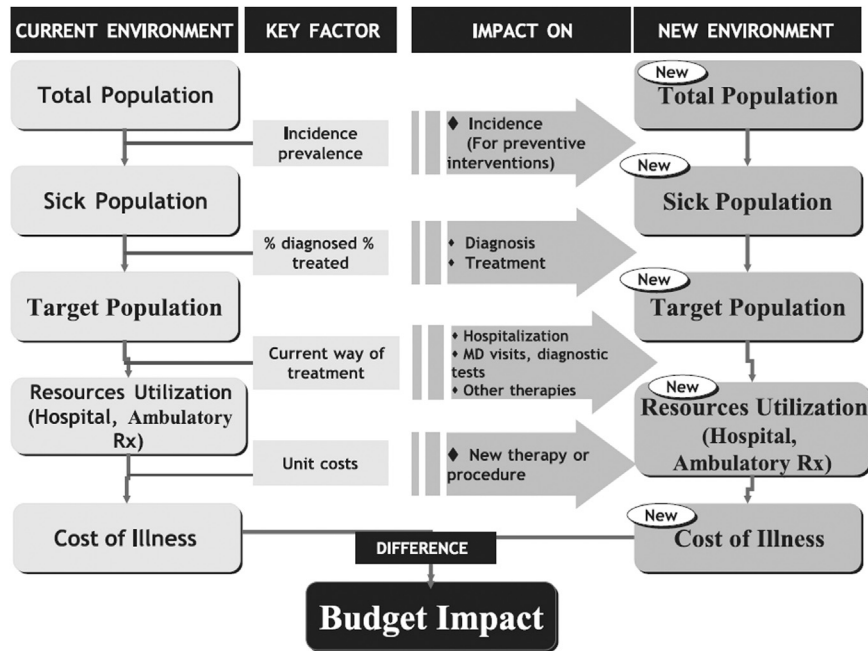 CURRENT ENVIRONMENT
KEY FACTOR
IMPACT ON
NEW ENVIRONMENT
Total Population
Incidence
prevalence
◆ Incidence
(For preventive
interventions)
New
Total Population
Sick Population
New
Sick Population
% diagnosed %
treated
♦ Diagnosis
♦ Treatment
Target Population
New
Target Population
Current way of
treatment
♦ Hospitalization
♦ MD visits, diagnostic
tests
♦ Other therapies
Resources Utilization
(Hospital, Ambulatory
Rx)
New
Resources Utilization
(Hospital,
Ambulatory Rx)
Unit costs
◆ New therapy or
procedure
Cost of Illness
New
Cost of Illness
DIFFERENCE
Budget Impact